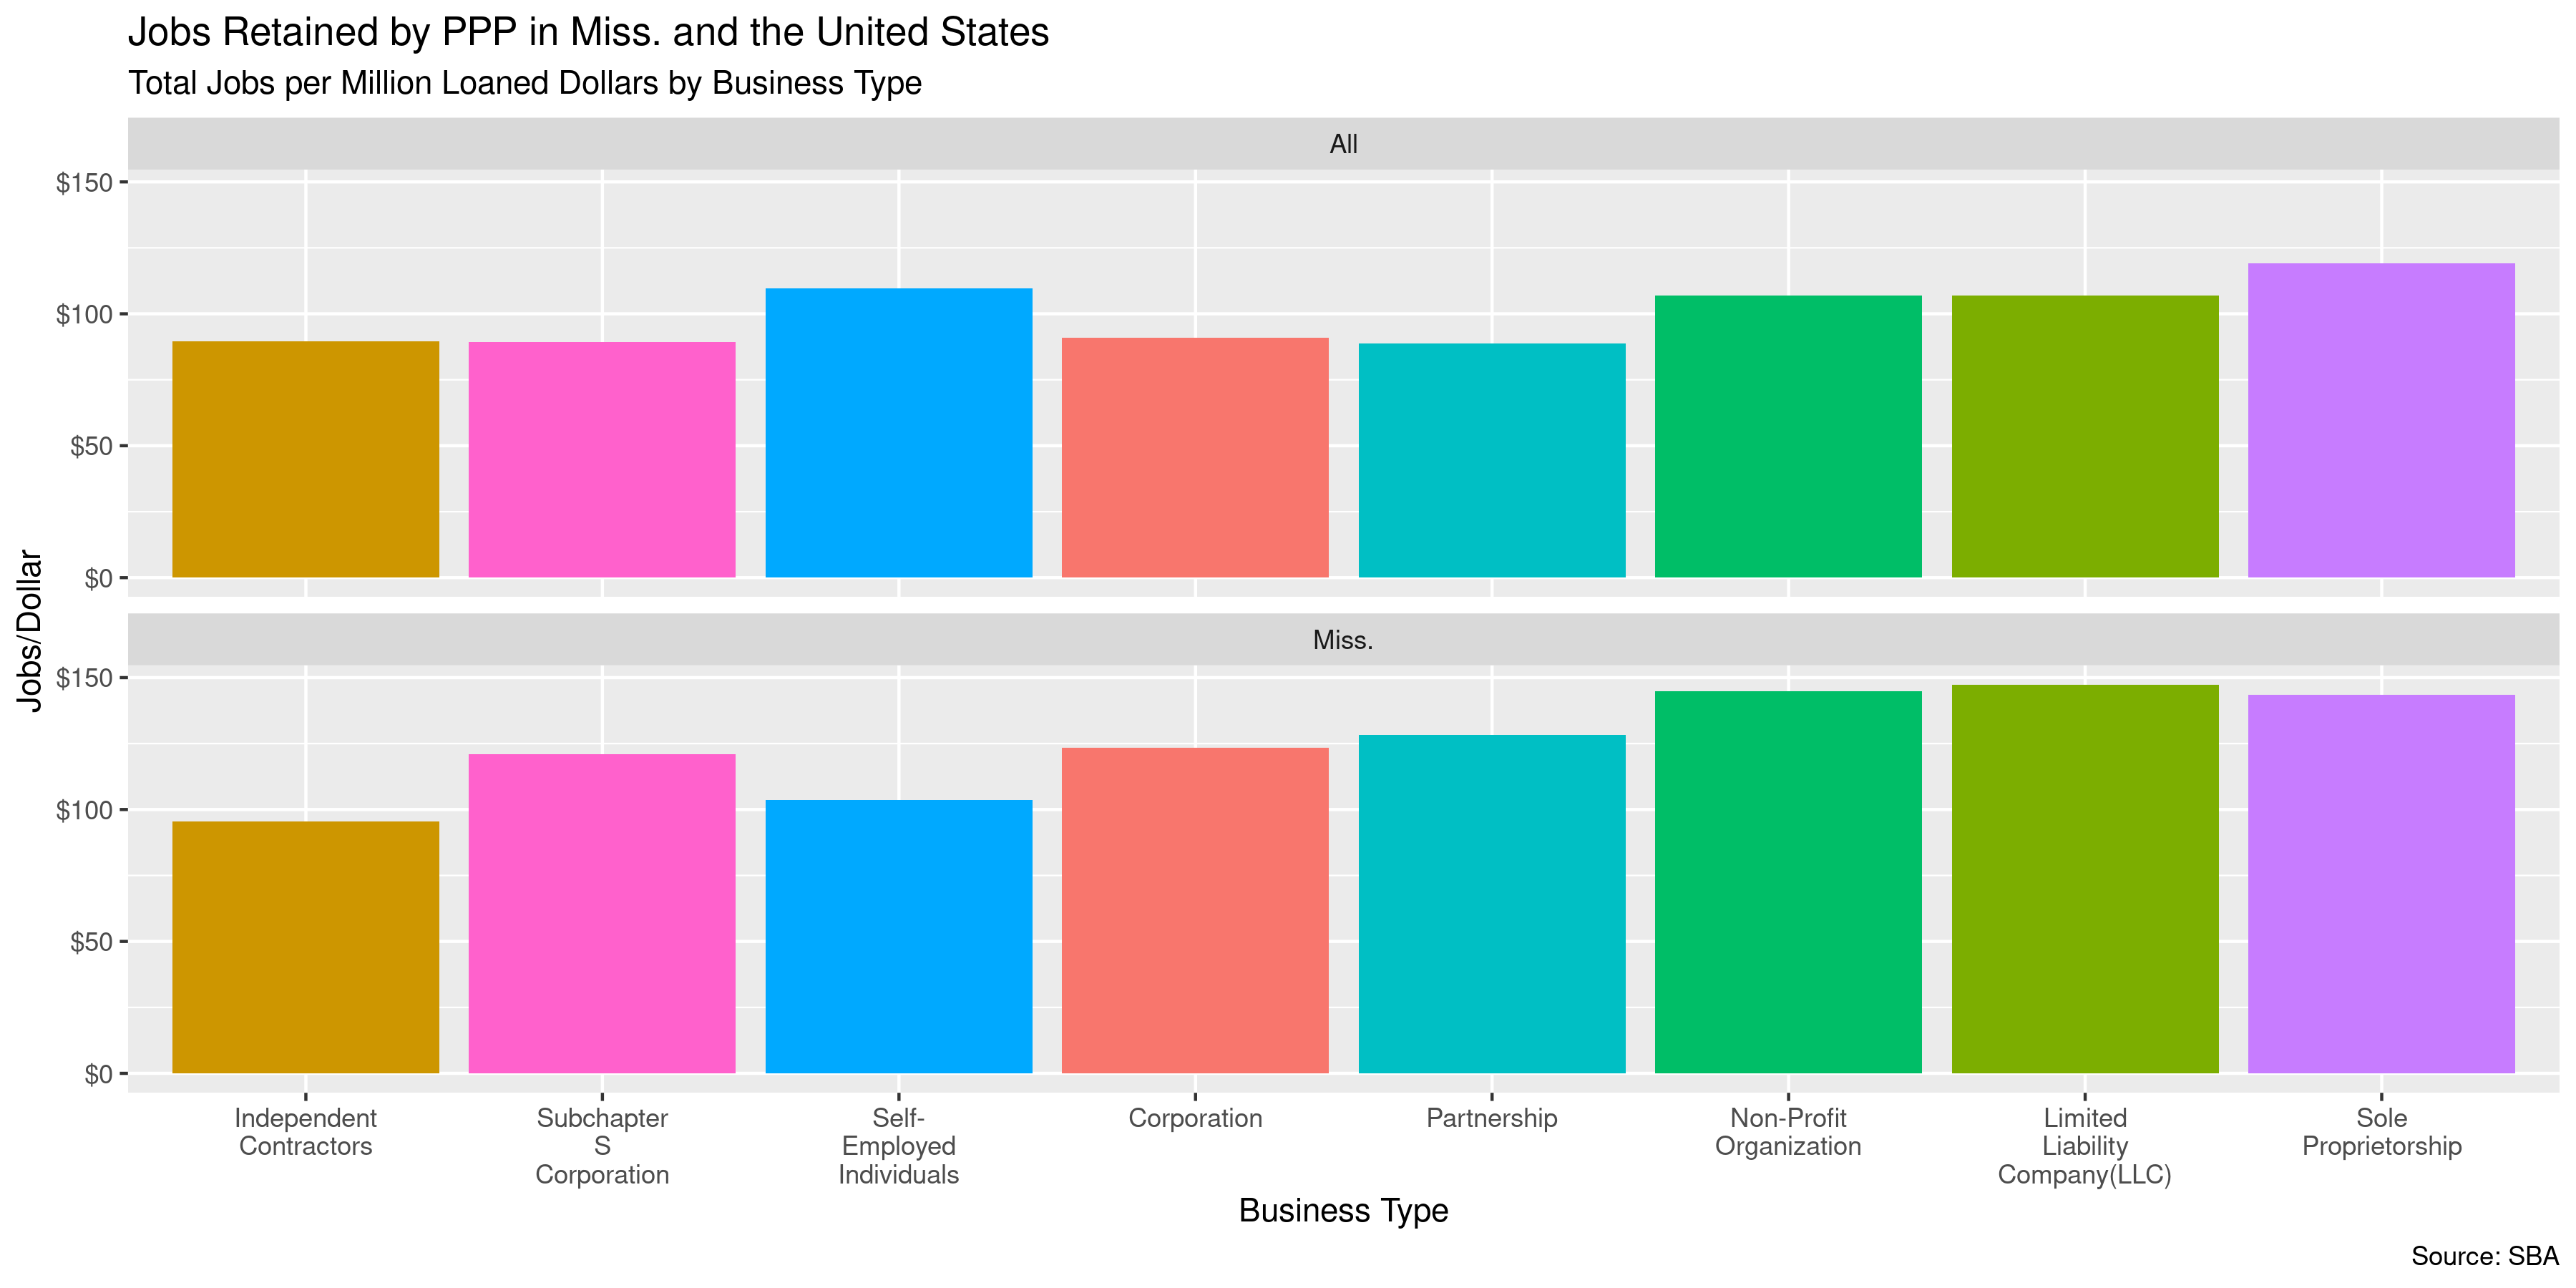 Jobs Retained by PPP in Miss. and the United States
Total Jobs per Million Loaned Dollars by Business Type
All
$150
$100
$50
$0
Jobs/Dollar
Miss.
$150
$100
$50
$0
Independent
Contractors
Subchapter
S
Corporation
Self-
Employed
Individuals
Corporation
Partnership
Non-Profit
Organization
Limited
Liability
Company(LLC)
Sole
Proprietorship
Business Type
Source: SBA